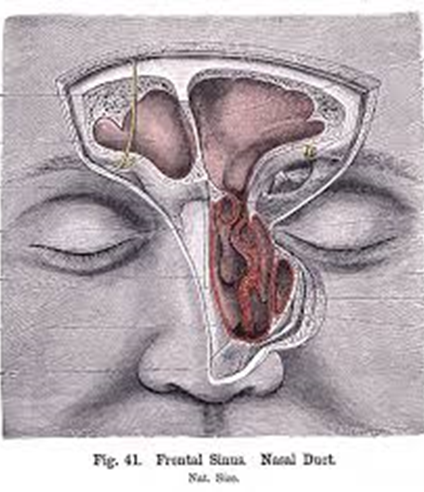 Fig. 41. Frontal Sinus. Nasal Duct.
Nat. Size.